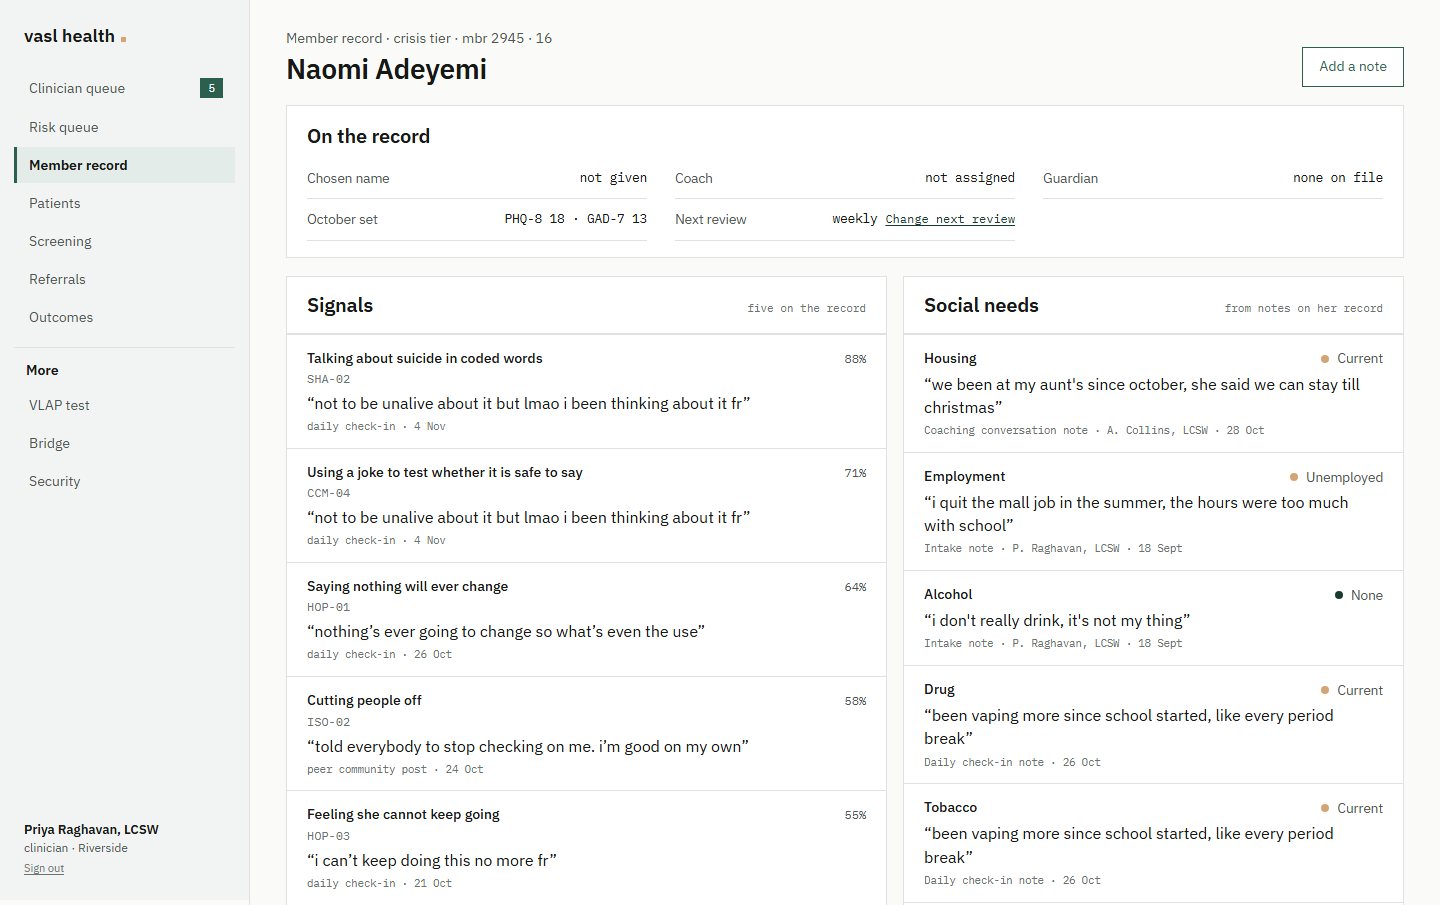 vasl health
Clinician queue 5
Risk queue
Member record
Patients
Screening
Referrals
Outcomes
More
VLAP test
Bridge
Security
Priya Raghavan, LCSW
clinician · Riverside
Sign out
Member record · crisis tier · mbr 2945 · 16
Naomi Adeyemi
Add a note
On the record
Chosen name not given
Coach not assigned
Guardian none on file
October set PHQ-8 18 · GAD-7 13
Next review weekly Change next review
Signals five on the record
Talking about suicide in coded words 88%
SHA-02
“not to be unalive about it but lmao i been thinking about it fr”
daily check-in · 4 Nov
Using a joke to test whether it is safe to say 71%
CCM-04
“not to be unalive about it but lmao i been thinking about it fr”
daily check-in · 4 Nov
Saying nothing will ever change 64%
HOP-01
“nothing’s ever going to change so what’s even the use”
daily check-in · 26 Oct
Cutting people off 58%
ISO-02
“told everybody to stop checking on me. i’m good on my own”
peer community post · 24 Oct
Feeling she cannot keep going 55%
HOP-03
“i can’t keep doing this no more fr”
daily check-in · 21 Oct
Social needs from notes on her record
Housing Current
“we been at my aunt's since october, she said we can stay till
christmas”
Coaching conversation note · A. Collins, LCSW · 28 Oct
Employment Unemployed
“i quit the mall job in the summer, the hours were too much
with school”
Intake note · P. Raghavan, LCSW · 18 Sept
Alcohol None
“i don't really drink, it's not my thing”
Intake note · P. Raghavan, LCSW · 18 Sept
Drug Current
“been vaping more since school started, like every period
break”
Daily check-in note · 26 Oct
Tobacco Current
“been vaping more since school started, like every period
break”
Daily check-in note · 26 Oct